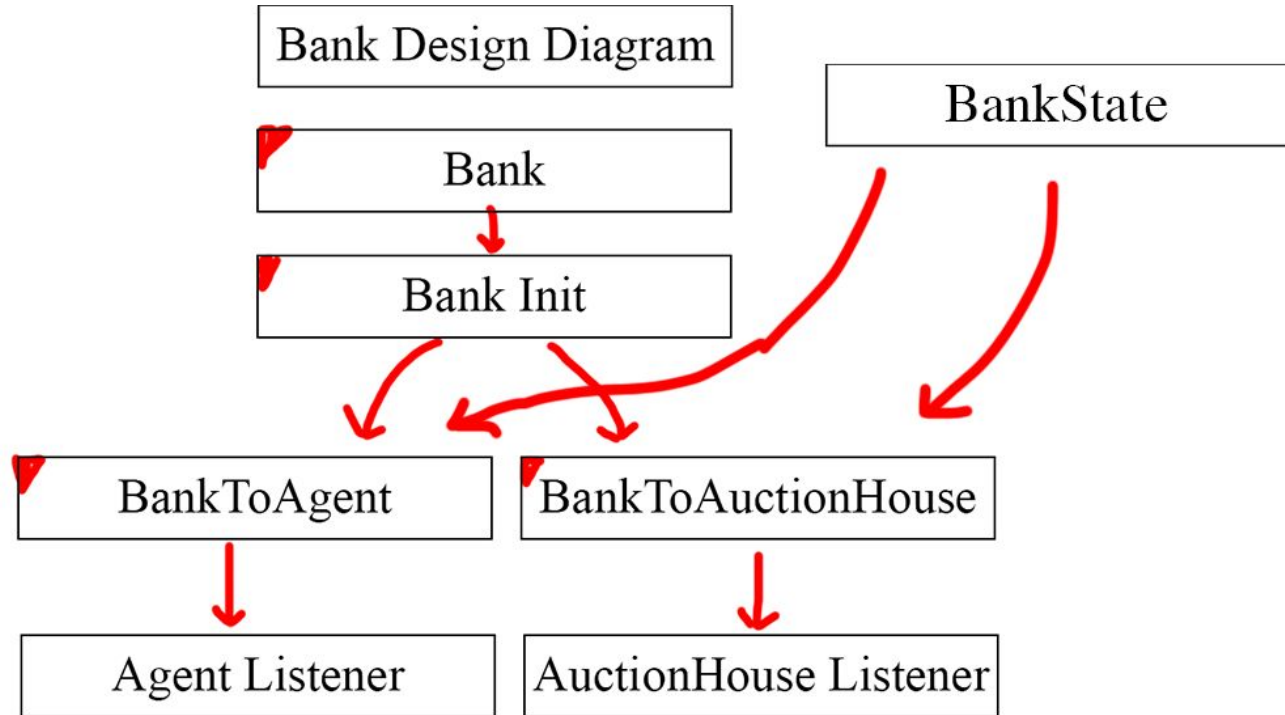 Bank Design Diagram
BankState
Bank
Bank Init
BankToAgent
BankToAuctionHouse
Agent Listener
AuctionHouse Listener